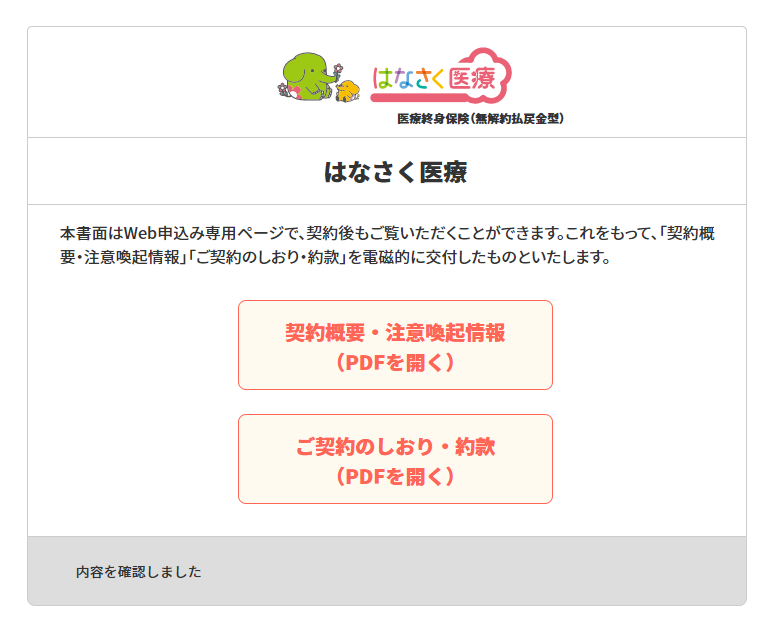 はなさく医療
医療終身保険(無解約払戻金型)
はなさく医療
本書面はWeb申込み専用ページで、契約後もご覧いただくことができます。これをもって、「契約概
要・注意喚起情報」「ご契約のしおり・約款」を電磁的に交付したものといたします。
契約概要・注意喚起情報
(PDFを開く)
ご契約のしおり・約款
(PDFを開く)
内容を確認しました